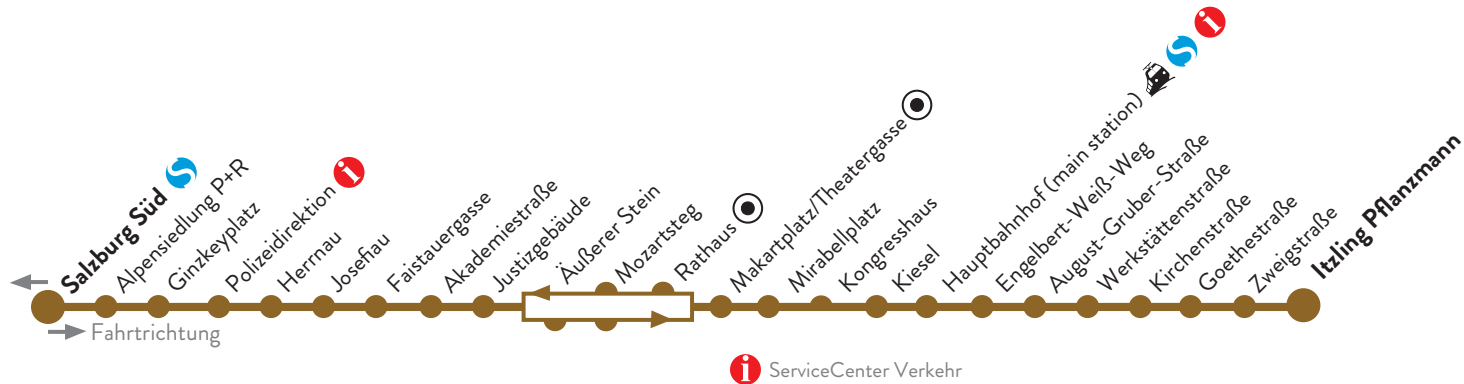 Salzburg Süd
Alpensiedlung P+R
Ginzkeyplatz
Polizeidirektion
Herrnau
Josefiau
Faistauergasse
Akademiestraße
Justizgebäude
Äußerer Stein
Mozartsteg
Rathaus
Makartplatz/Theatergasse
Mirabellplatz
Kongresshaus
Kiesel
Hauptbahnhof (main station)
Engelbert-Weiß-Weg
August-Gruber-Straße
Werkstättenstraße
Kirchenstraße
Goethestraße
Zweigstraße
Itzling Pflanzmann
Fahrtrichtung
i ServiceCenter Verkehr